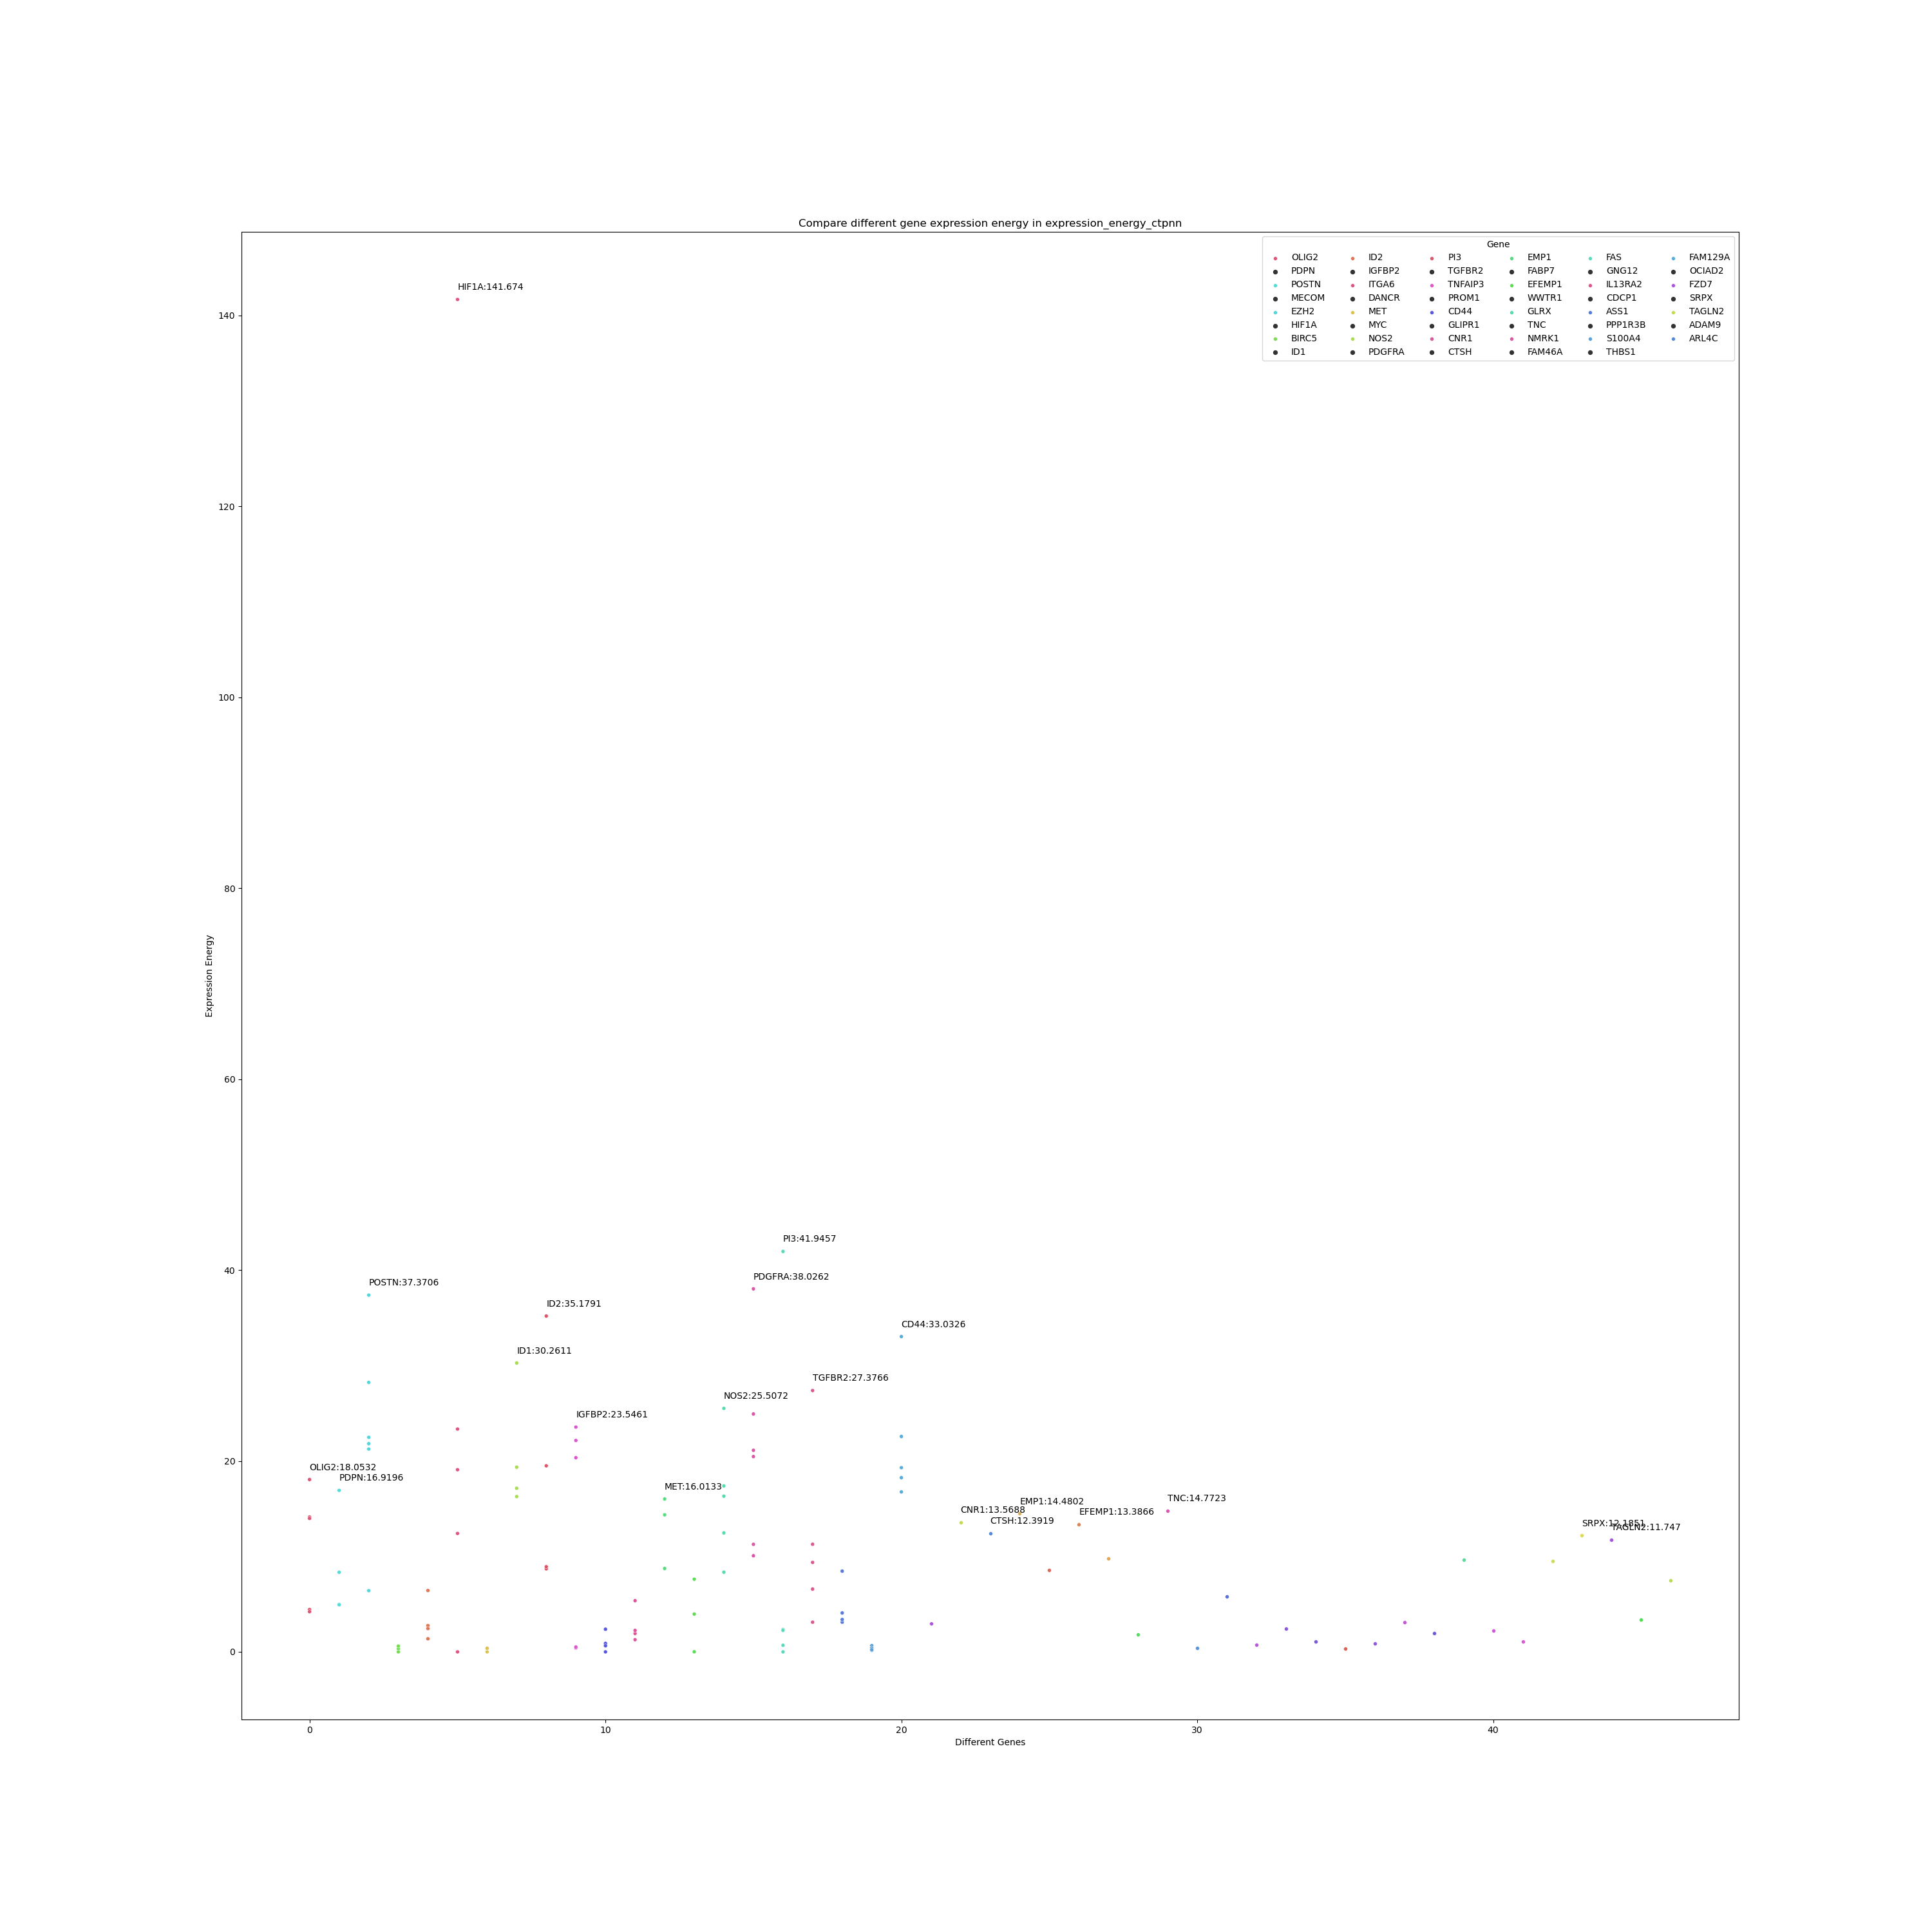 Compare different gene expression energy in expression_energy_ctpnn
Gene
OLIG2 ID2 PI3 EMP1 FAS FAM129A
PDPN IGFBP2 TGFBR2 FABP7 GNG12 OCIAD2
POSTN ITGA6 TNFAIP3 EFEMP1 IL13RA2 FZD7
MECOM DANCR PROM1 WWTR1 CDCP1 SRPX
EZH2 MET CD44 GLRX ASS1 TAGLN2
HIF1A MYC GLIPR1 TNC PPP1R3B ADAM9
BIRC5 NOS2 CNR1 NMRK1 S100A4 ARL4C
ID1 PDGFRA CTSH FAM46A THBS1
HIF1A:141.674
140
120
100
80
60
40
20
0
Expression Energy
PI3:41.9457
PDGFRA:38.0262
POSTN:37.3706
ID2:35.1791
CD44:33.0326
ID1:30.2611
TGFBR2:27.3766
NOS2:25.5072
IGFBP2:23.5461
OLIG2:18.0532
PDPN:16.9196
MET:16.0133
TNC:14.7723
EMP1:14.4802
CNR1:13.5688
EFEMP1:13.3866
CTSH:12.3919
SRPX:12.1851
TAGLN2:11.747
0 10 20 30 40
Different Genes